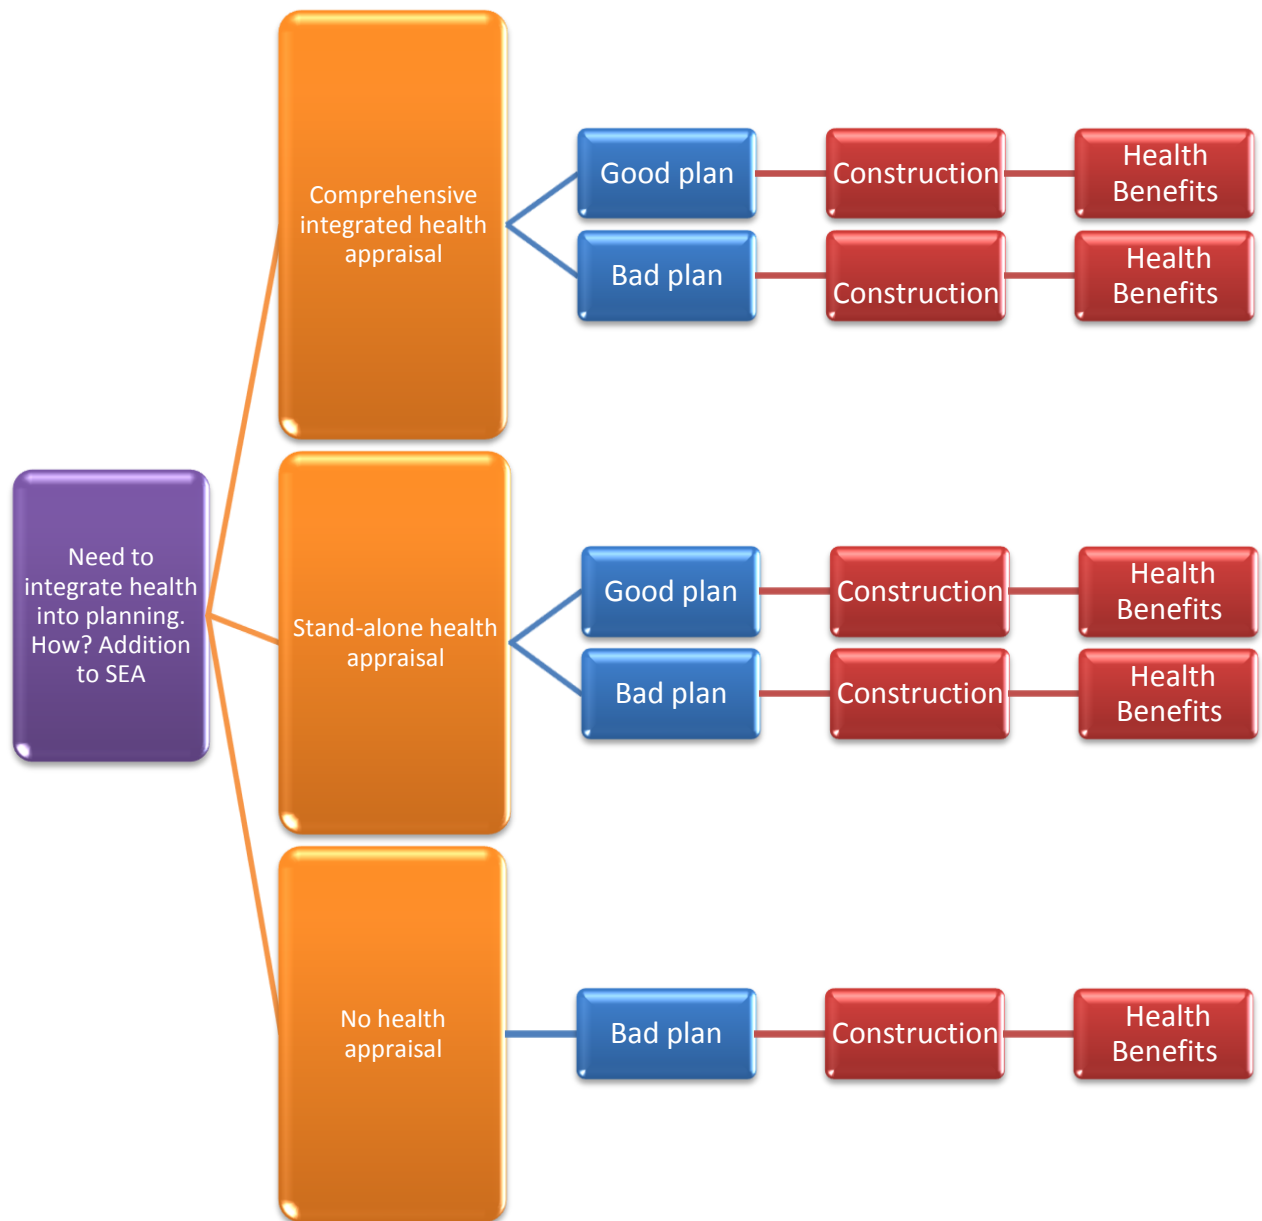 Need to
integrate health
into planning.
How? Addition
to SEA
Comprehensive
integrated health
appraisal
Good plan
Construction
Health
Benefits
Bad plan
Construction
Health
Benefits
Stand-alone health
appraisal
Good plan
Construction
Health
Benefits
Bad plan
Construction
Health
Benefits
No health
appraisal
Bad plan
Construction
Health
Benefits